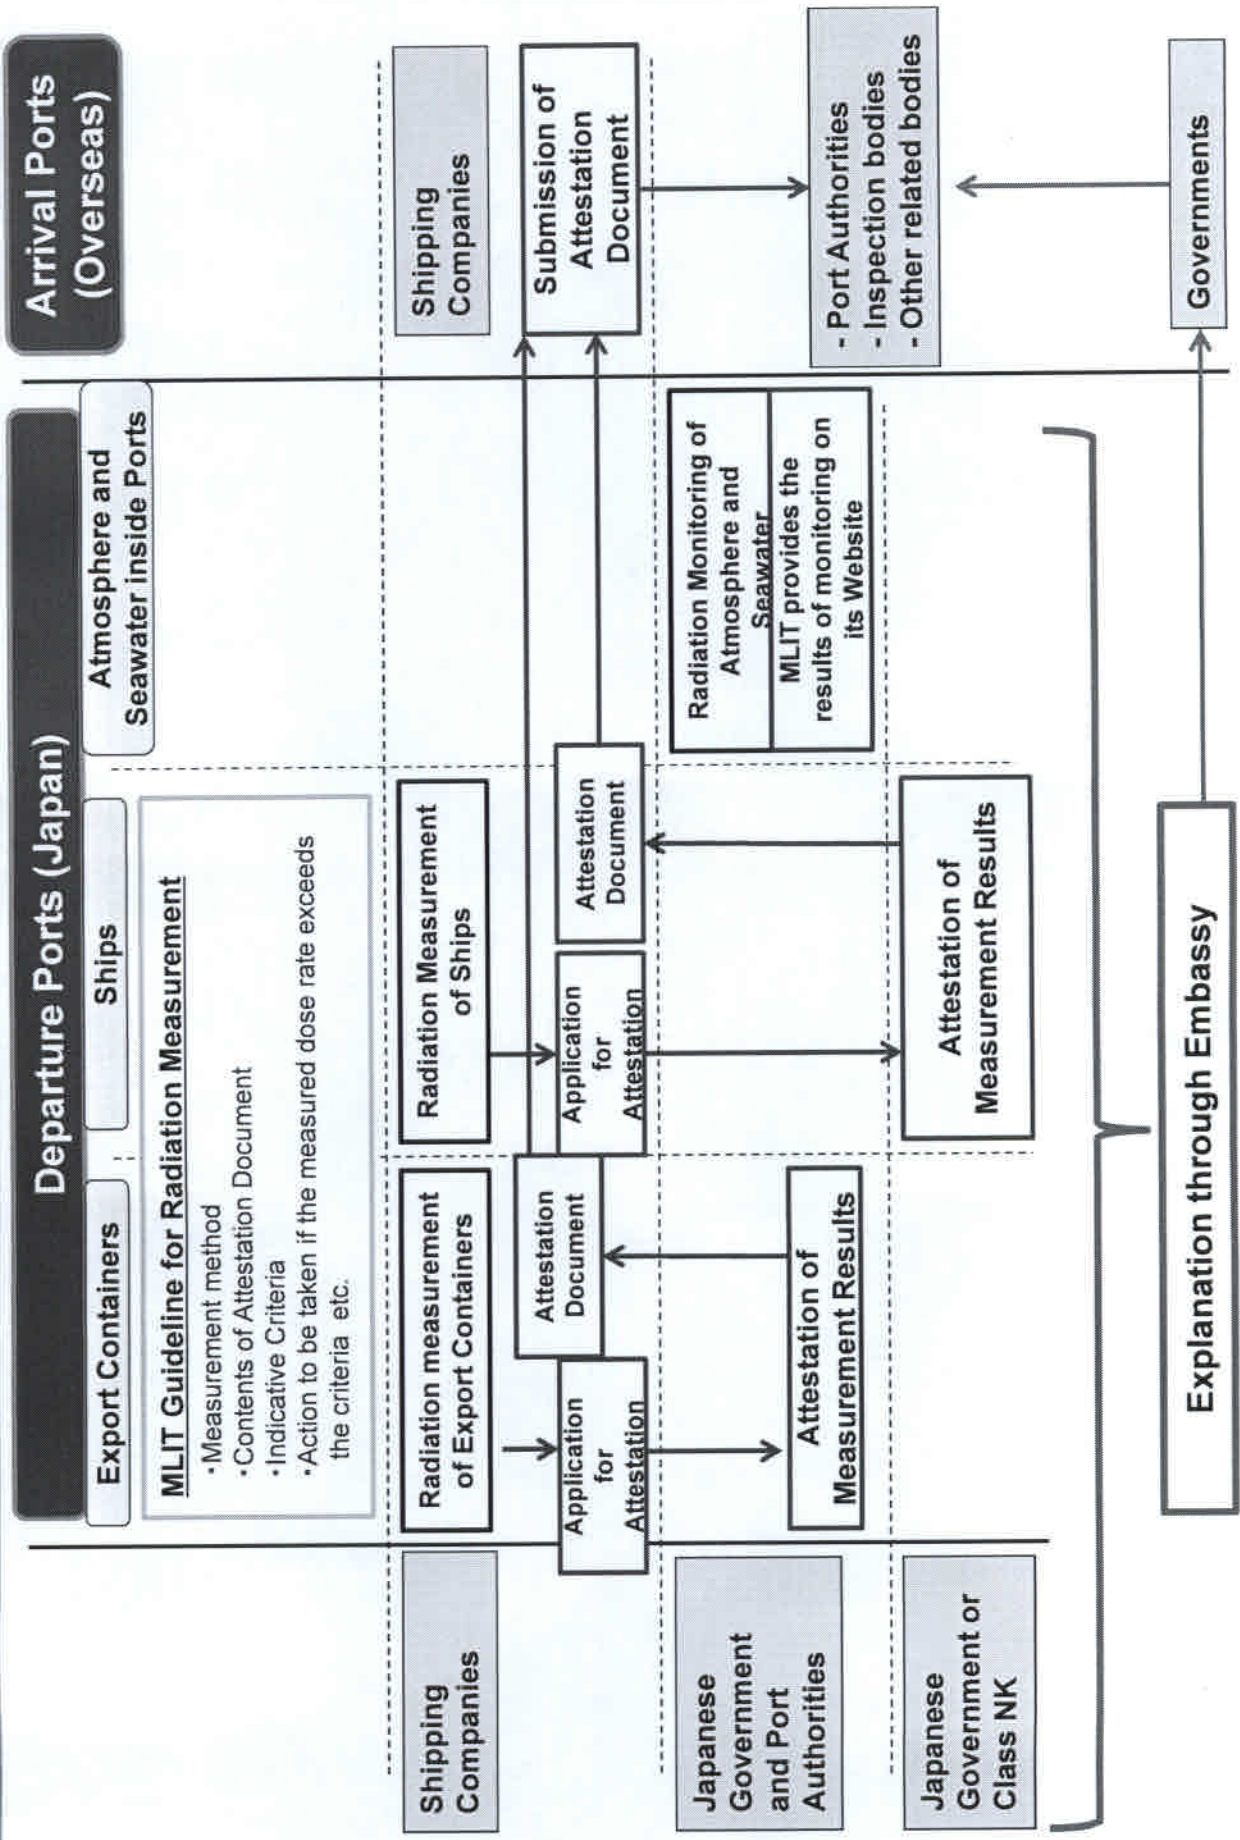 Departure Ports (Japan)
Arrival Ports
(Overseas)
Export Containers
Ships
Atmosphere and
Seawater inside Ports
MLIT Guideline for Radiation Measurement
・Measurement method
・Contents of Attestation Document
・Indicative Criteria
・Action to be taken if the measured dose rate exceeds
the criteria etc.
Shipping
Companies
Radiation measurement
of Export Containers
Radiation Measurement
of Ships
Shipping
Companies
Application
for
Attestation
Attestation
Document
Application
for
Attestation
Attestation
Document
Submission of
Attestation
Document
Japanese
Government
and Port
Authorities
Attestation of
Measurement Results
Radiation Monitoring of
Atmosphere and
Seawater
MLIT provides the
results of monitoring on
its Website
- Port Authorities
- Inspection bodies
- Other related bodies
Japanese
Government or
Class NK
Attestation of
Measurement Results
Explanation through Embassy
Governments